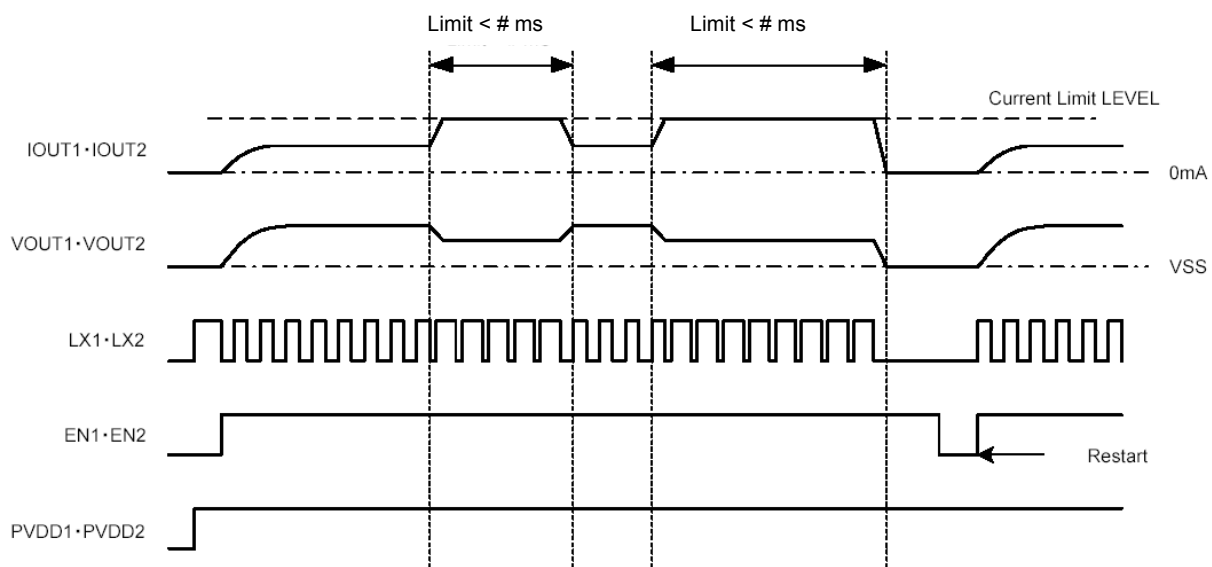 Limit < # ms
Limit < # ms
Current Limit LEVEL
IOUT1•IOUT2
0mA
VOUT1•VOUT2
VSS
LX1•LX2
EN1•EN2
Restart
PVDD1•PVDD2